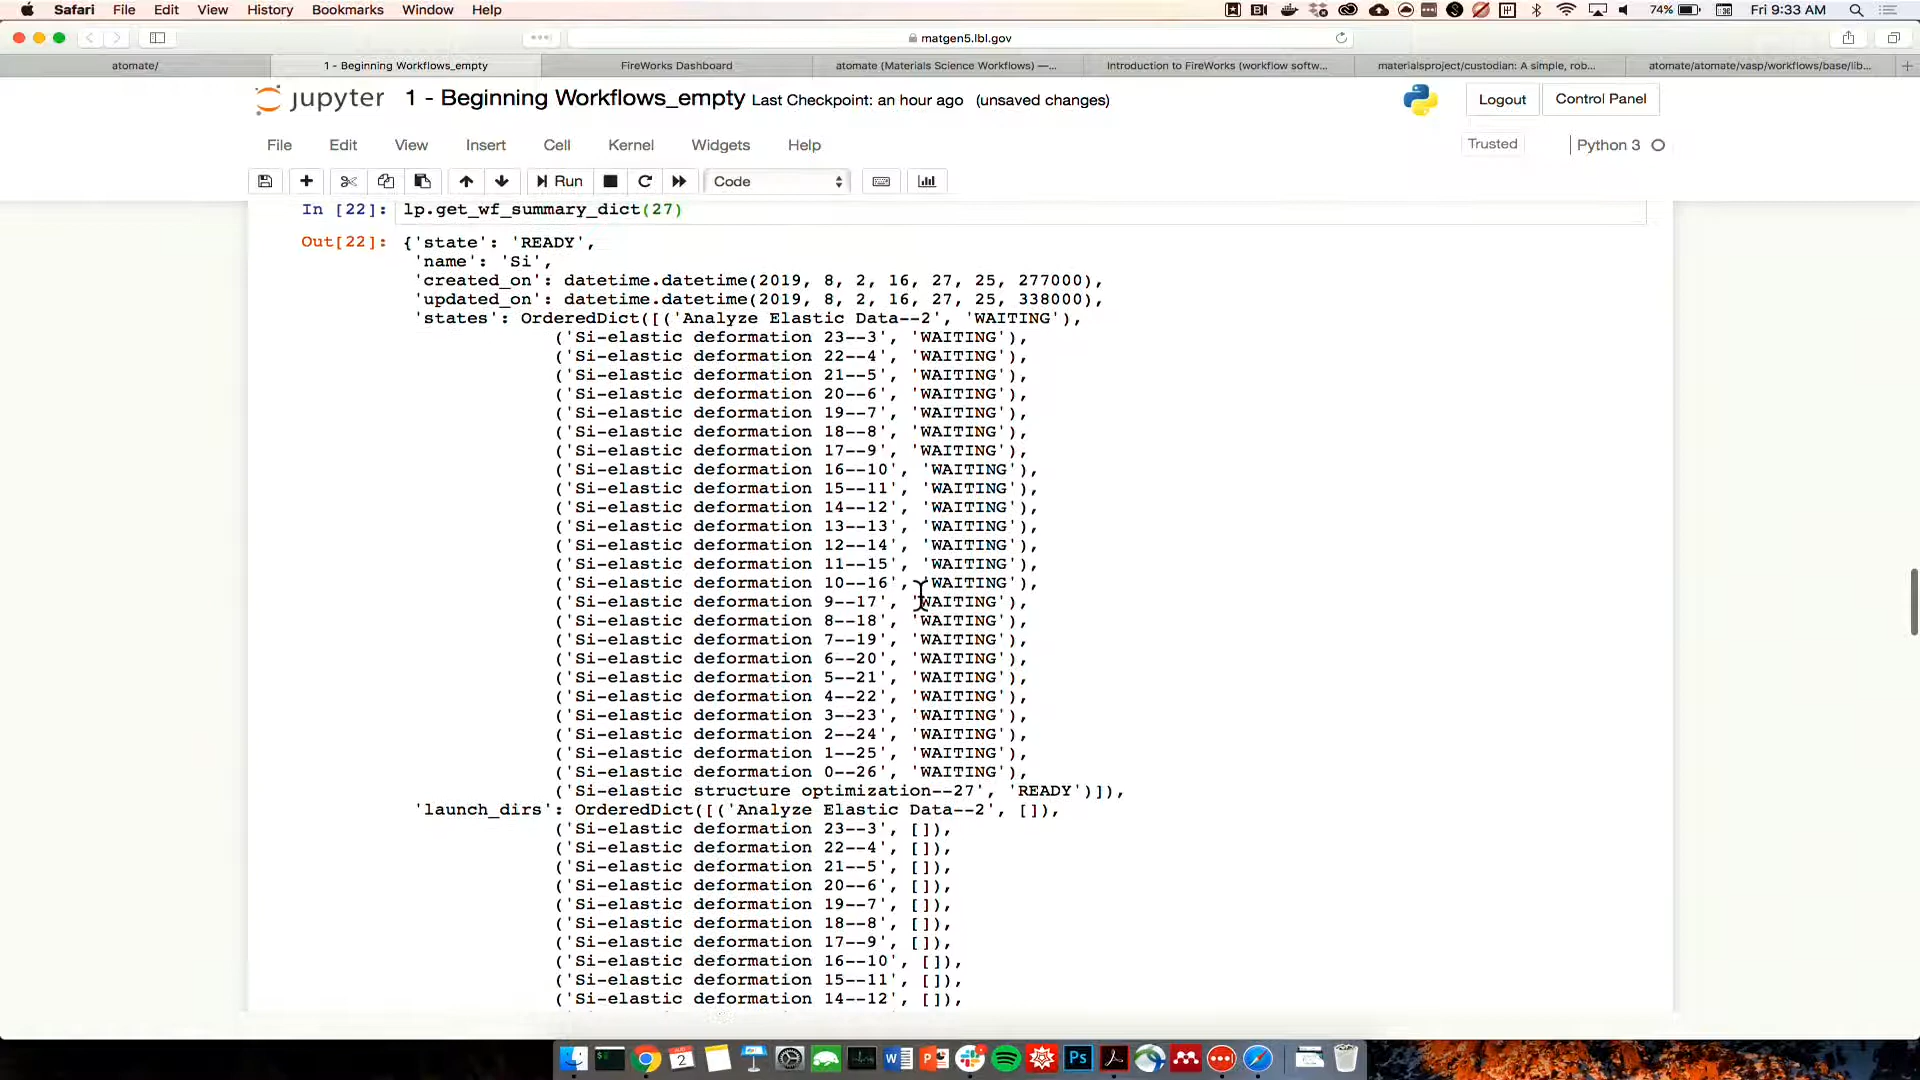 Safari File Edit View History Bookmarks Window Help 74% Fri 9:33 AM
matgen5.lbl.gov
atomate/ 1 - Beginning Workflows_empty FireWorks Dashboard atomate (Materials Science Workflows) —... Introduction to FireWorks (workflow softw... materialsproject/custodian: A simple, rob... atomate/atomate/vasp/workflows/base/lib...
jupyter 1 - Beginning Workflows_empty Last Checkpoint: an hour ago (unsaved changes) Logout Control Panel
File Edit View Insert Cell Kernel Widgets Help Trusted Python 3
Run Code
In [22]: lp.get_wf_summary_dict(27)
Out[22]: {'state': 'READY',
'name': 'Si',
'created_on': datetime.datetime(2019, 8, 2, 16, 27, 25, 277000),
'updated_on': datetime.datetime(2019, 8, 2, 16, 27, 25, 338000),
'states': OrderedDict([('Analyze Elastic Data--2', 'WAITING'),
('Si-elastic deformation 23--3', 'WAITING'),
('Si-elastic deformation 22--4', 'WAITING'),
('Si-elastic deformation 21--5', 'WAITING'),
('Si-elastic deformation 20--6', 'WAITING'),
('Si-elastic deformation 19--7', 'WAITING'),
('Si-elastic deformation 18--8', 'WAITING'),
('Si-elastic deformation 17--9', 'WAITING'),
('Si-elastic deformation 16--10', 'WAITING'),
('Si-elastic deformation 15--11', 'WAITING'),
('Si-elastic deformation 14--12', 'WAITING'),
('Si-elastic deformation 13--13', 'WAITING'),
('Si-elastic deformation 12--14', 'WAITING'),
('Si-elastic deformation 11--15', 'WAITING'),
('Si-elastic deformation 10--16', 'WAITING'),
('Si-elastic deformation 9--17', 'WAITING'),
('Si-elastic deformation 8--18', 'WAITING'),
('Si-elastic deformation 7--19', 'WAITING'),
('Si-elastic deformation 6--20', 'WAITING'),
('Si-elastic deformation 5--21', 'WAITING'),
('Si-elastic deformation 4--22', 'WAITING'),
('Si-elastic deformation 3--23', 'WAITING'),
('Si-elastic deformation 2--24', 'WAITING'),
('Si-elastic deformation 1--25', 'WAITING'),
('Si-elastic deformation 0--26', 'WAITING'),
('Si-elastic structure optimization--27', 'READY')]),
'launch_dirs': OrderedDict([('Analyze Elastic Data--2', []),
('Si-elastic deformation 23--3', []),
('Si-elastic deformation 22--4', []),
('Si-elastic deformation 21--5', []),
('Si-elastic deformation 20--6', []),
('Si-elastic deformation 19--7', []),
('Si-elastic deformation 18--8', []),
('Si-elastic deformation 17--9', []),
('Si-elastic deformation 16--10', []),
('Si-elastic deformation 15--11', []),
('Si-elastic deformation 14--12', []),